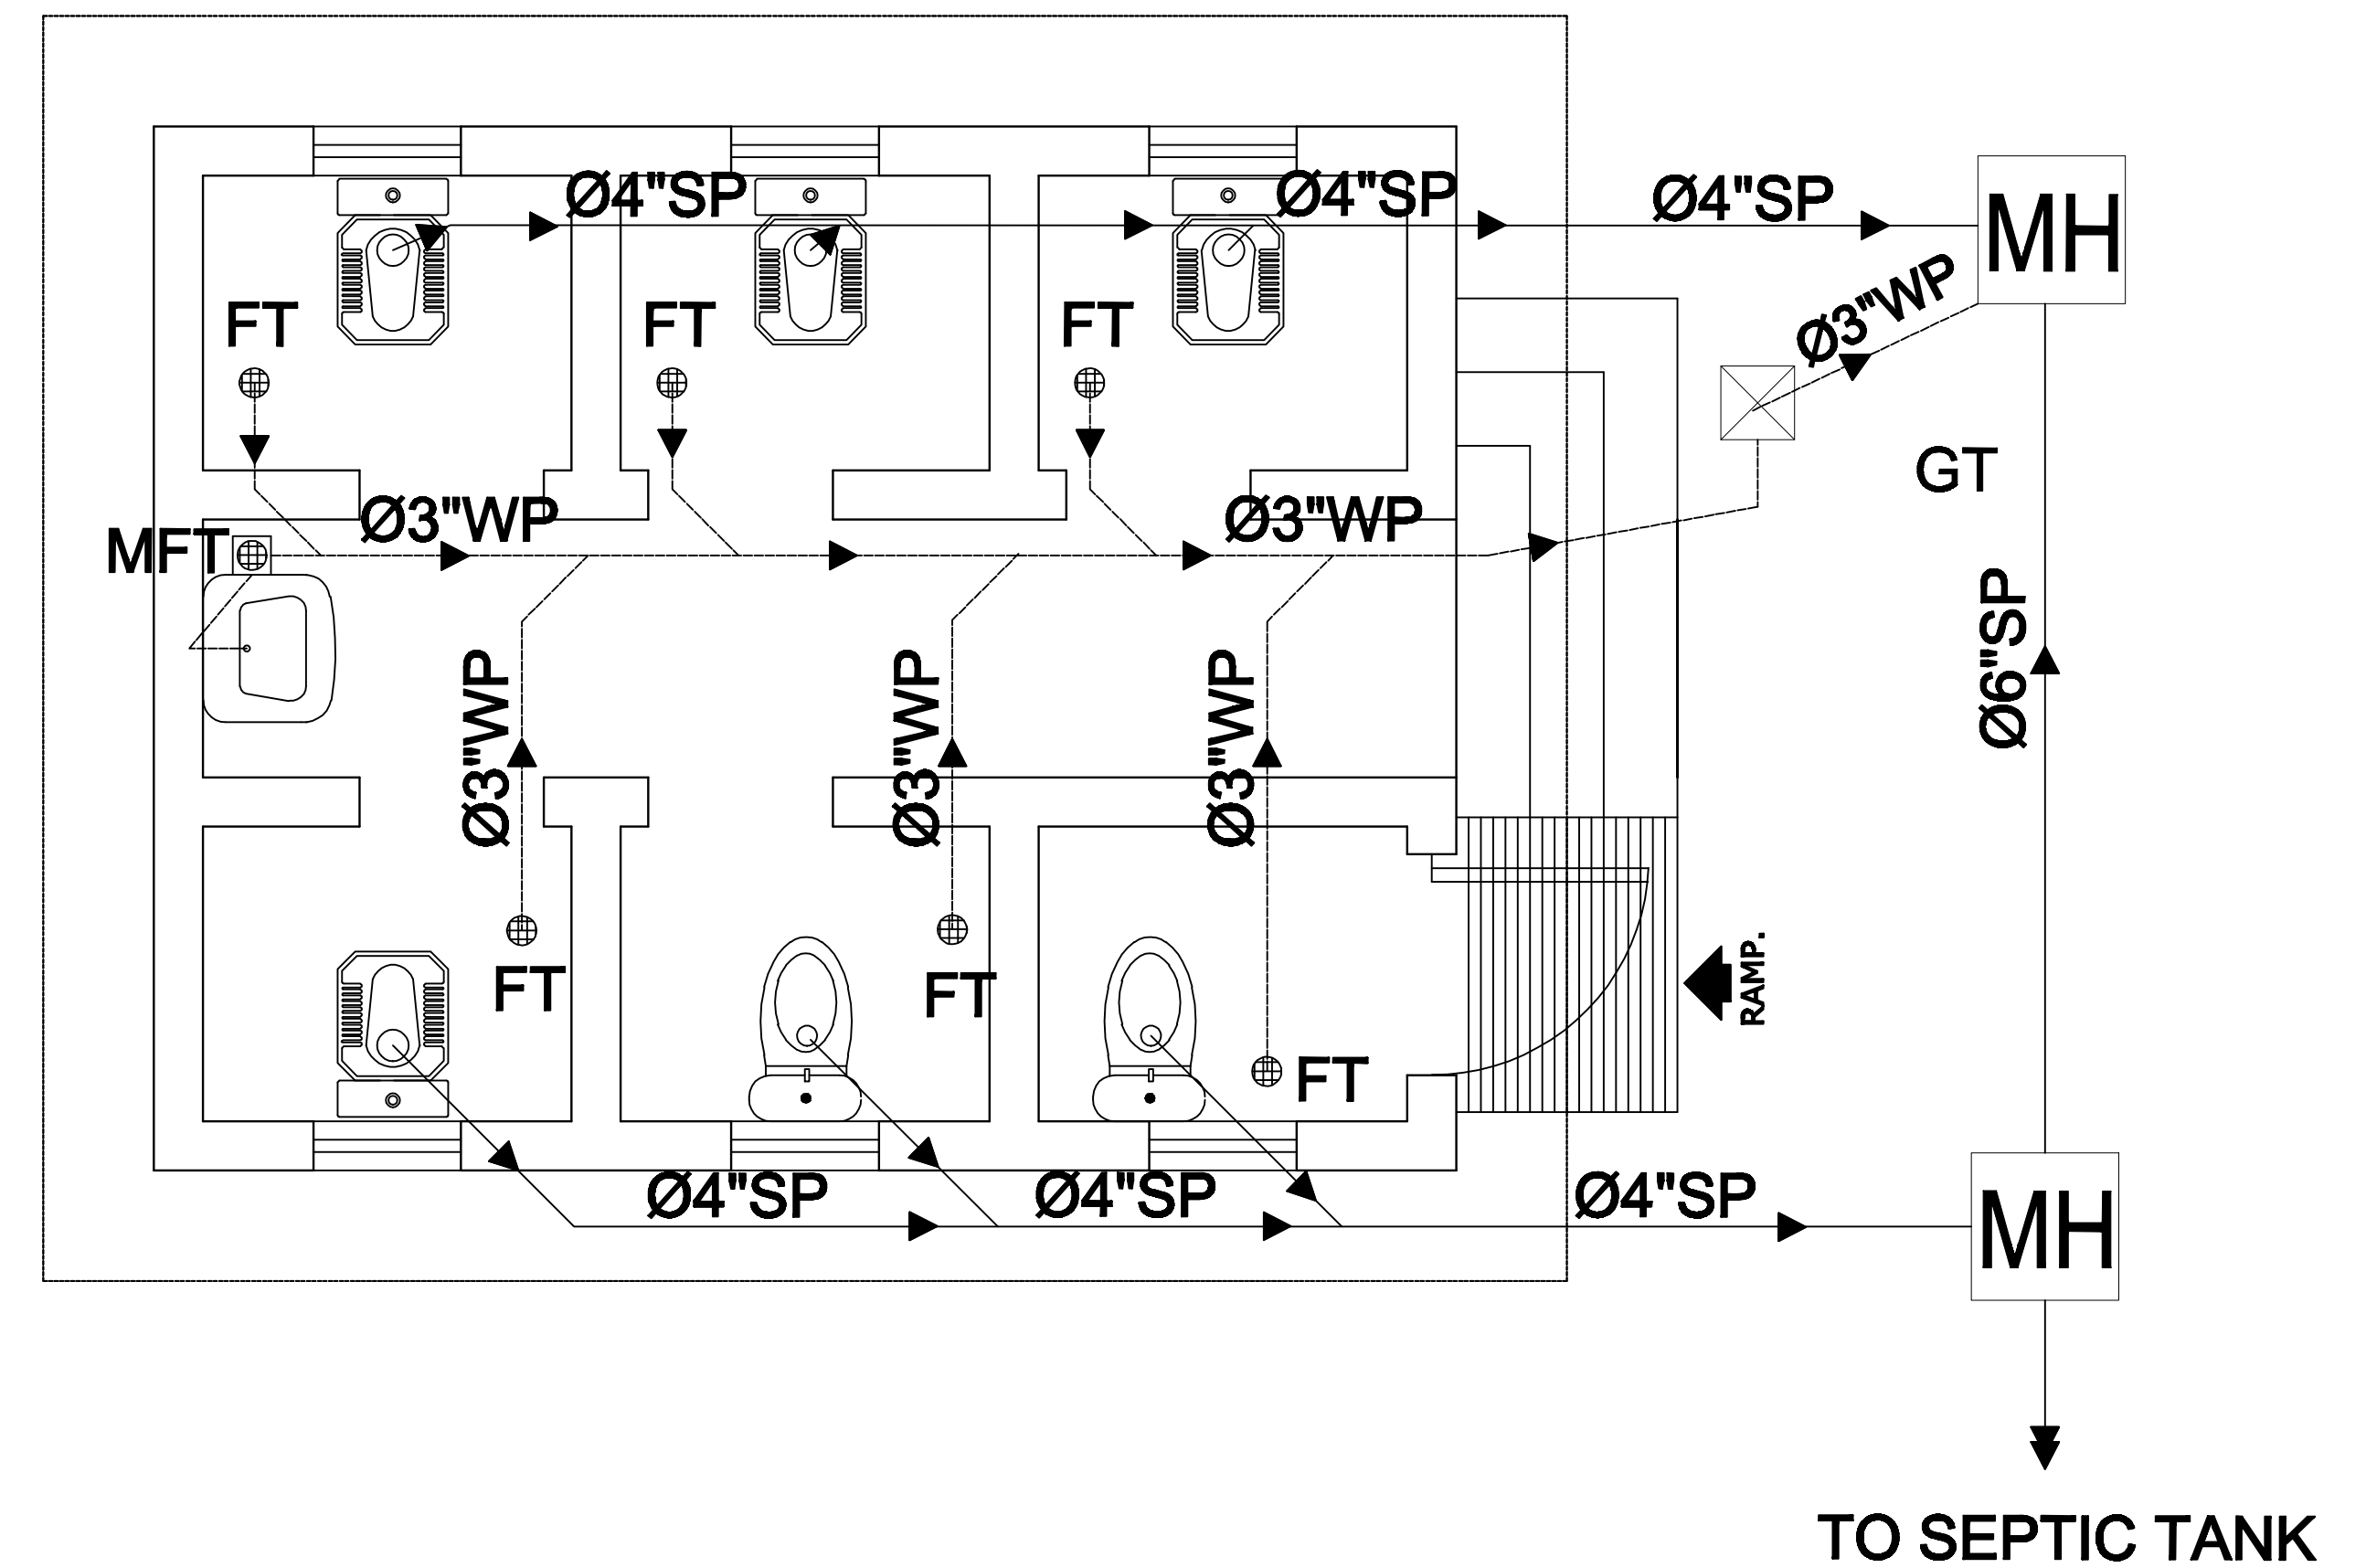 Ø4"SP
Ø4"SP
Ø4"SP
MH
Ø3"WP
FT
FT
FT
GT
Ø3"WP
Ø3"WP
MFT
Ø6"SP
Ø3"WP
Ø3"WP
Ø3"WP
RAMP.
FT
FT
FT
Ø4"SP
Ø4"SP
Ø4"SP
MH
TO SEPTIC TANK